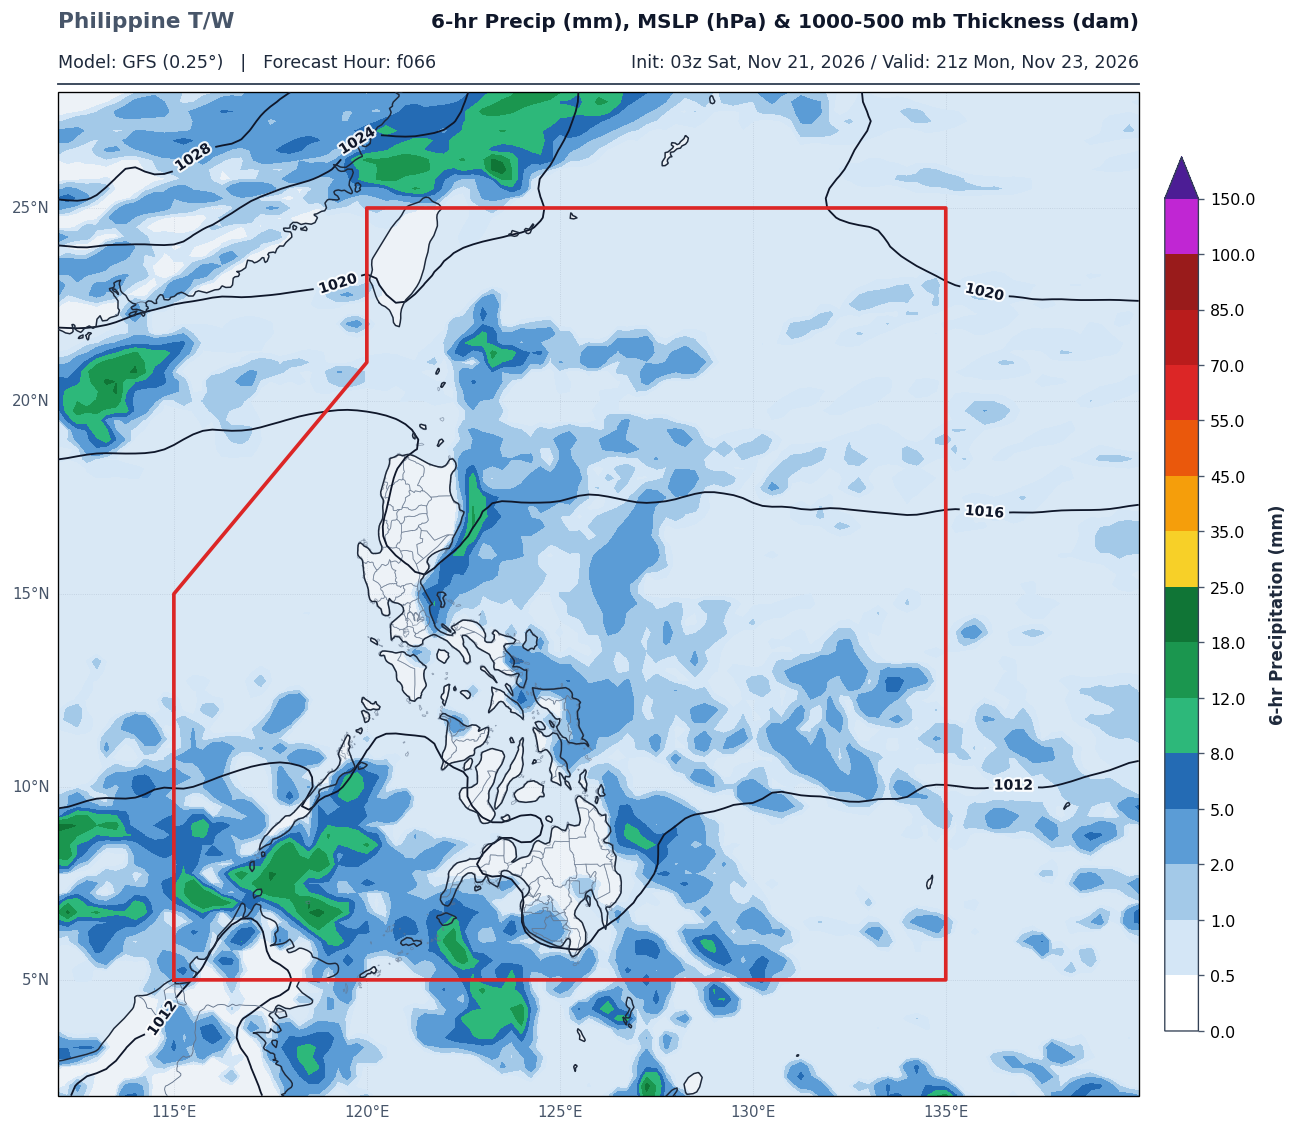 Philippine T/W
6-hr Precip (mm), MSLP (hPa) & 1000-500 mb Thickness (dam)
Model: GFS (0.25°) | Forecast Hour: f066
Init: 03z Sat, Nov 21, 2026 / Valid: 21z Mon, Nov 23, 2026
1028
1024
1020
1020
1016
1012
1012
25°N
20°N
15°N
10°N
5°N
115°E
120°E
125°E
130°E
135°E
150.0
100.0
85.0
70.0
55.0
45.0
35.0
25.0
18.0
12.0
8.0
5.0
2.0
1.0
0.5
0.0
6-hr Precipitation (mm)